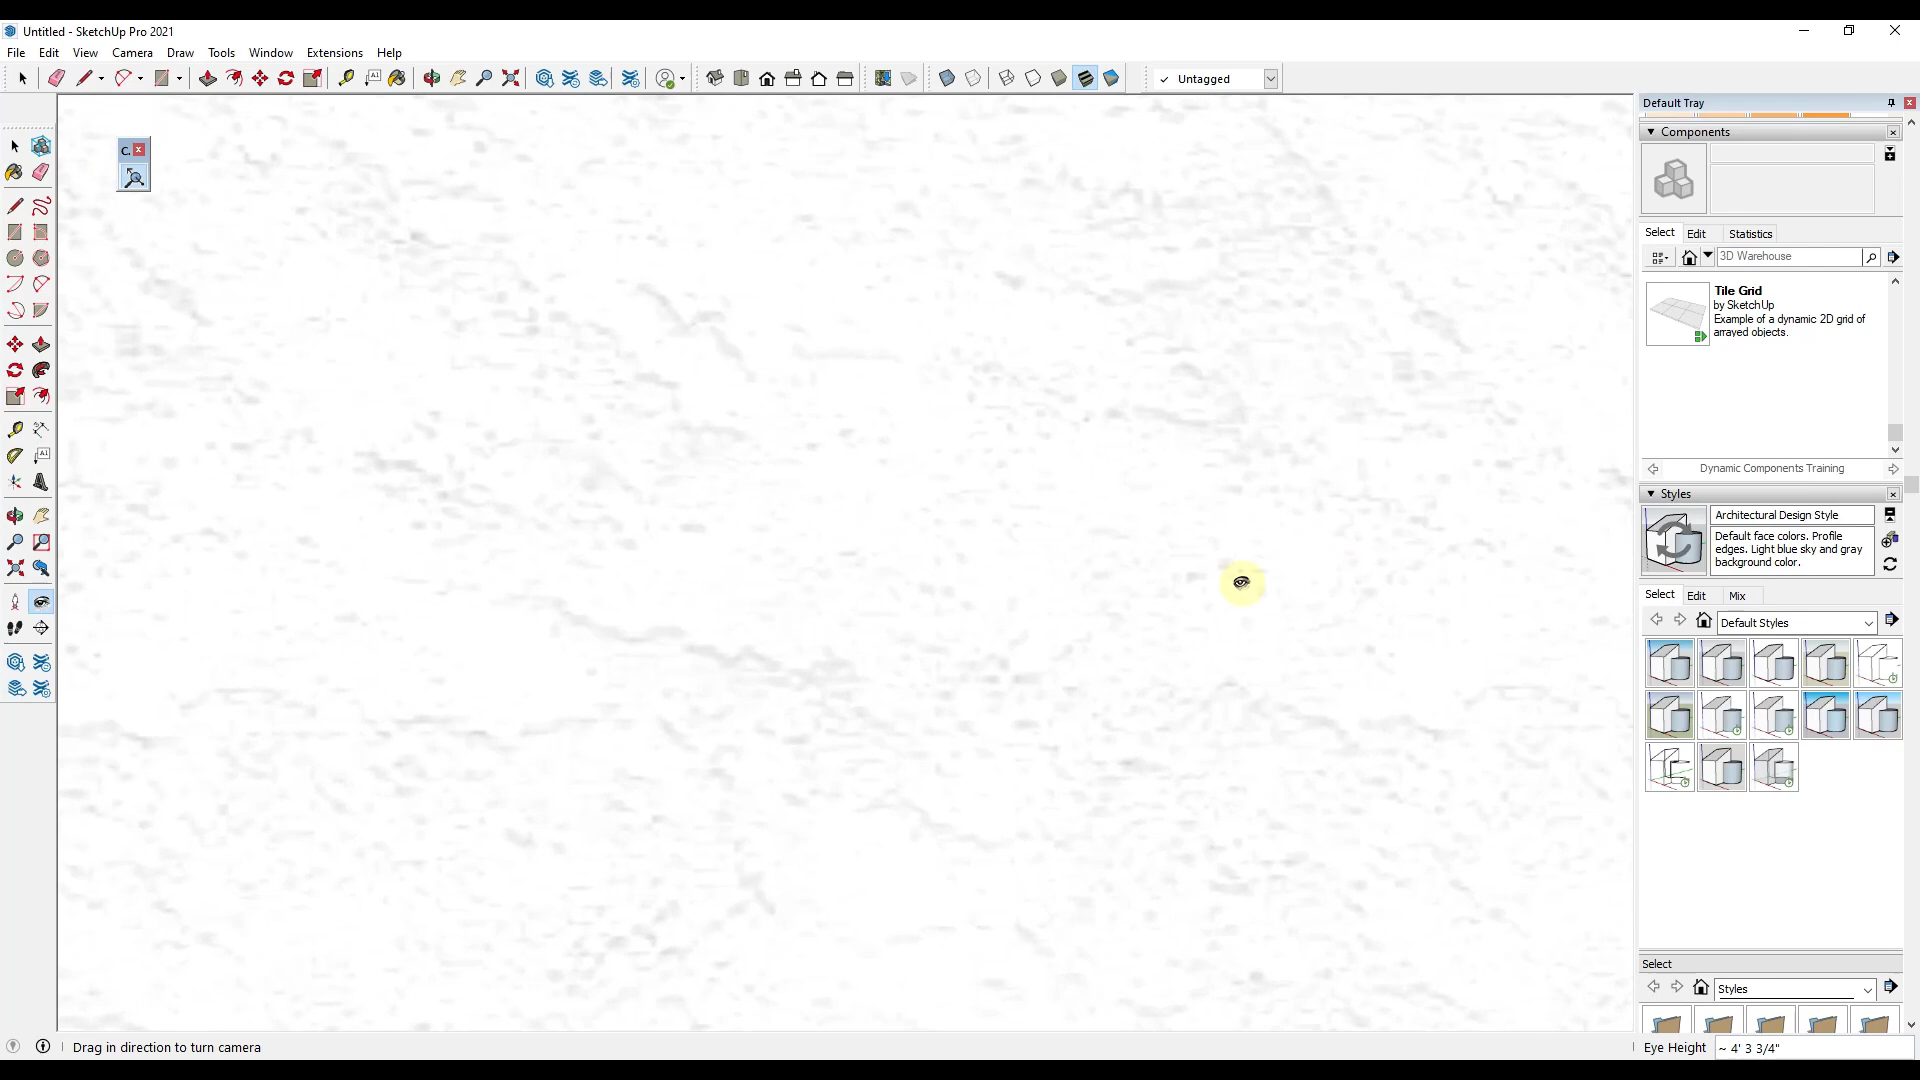 Untitled - SketchUp Pro 2021
File Edit View Camera Draw Tools Window Extensions Help
A1
✓ Untagged
Default Tray
C.
Components
Select Edit Statistics
3D Warehouse
Tile Grid
by SketchUp
Example of a dynamic 2D grid of
arrayed objects.
A1
Dynamic Components Training
Styles
Architectural Design Style
Default face colors. Profile
edges. Light blue sky and gray
background color.
Select Edit Mix
Default Styles
Select
Styles
Drag in direction to turn camera
Eye Height ~ 4' 3 3/4"